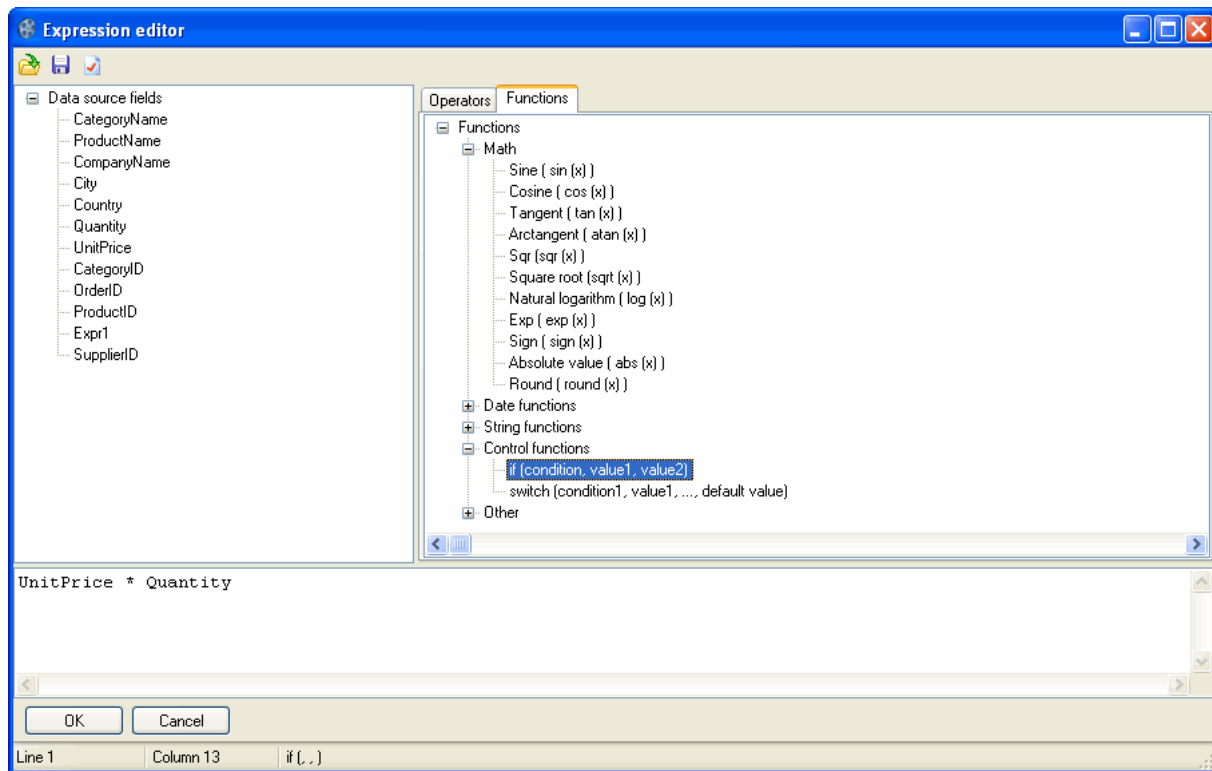 Expression editor
Data source fields
CategoryName
ProductName
CompanyName
City
Country
Quantity
UnitPrice
CategoryID
OrderID
ProductID
Expr1
SupplierID
Operators Functions
Functions
Math
Sine ( sin (x) )
Cosine ( cos (x) )
Tangent ( tan (x) )
Arctangent ( atan (x) )
Sqr (sqr (x) )
Square root (sqrt (x) )
Natural logarithm ( log (x) )
Exp ( exp (x) )
Sign ( sign (x) )
Absolute value ( abs (x) )
Round ( round (x) )
Date functions
String functions
Control functions
if (condition, value1, value2)
switch (condition1, value1, ..., default value)
Other
UnitPrice * Quantity
OK Cancel
Line 1 Column 13 if (, , )